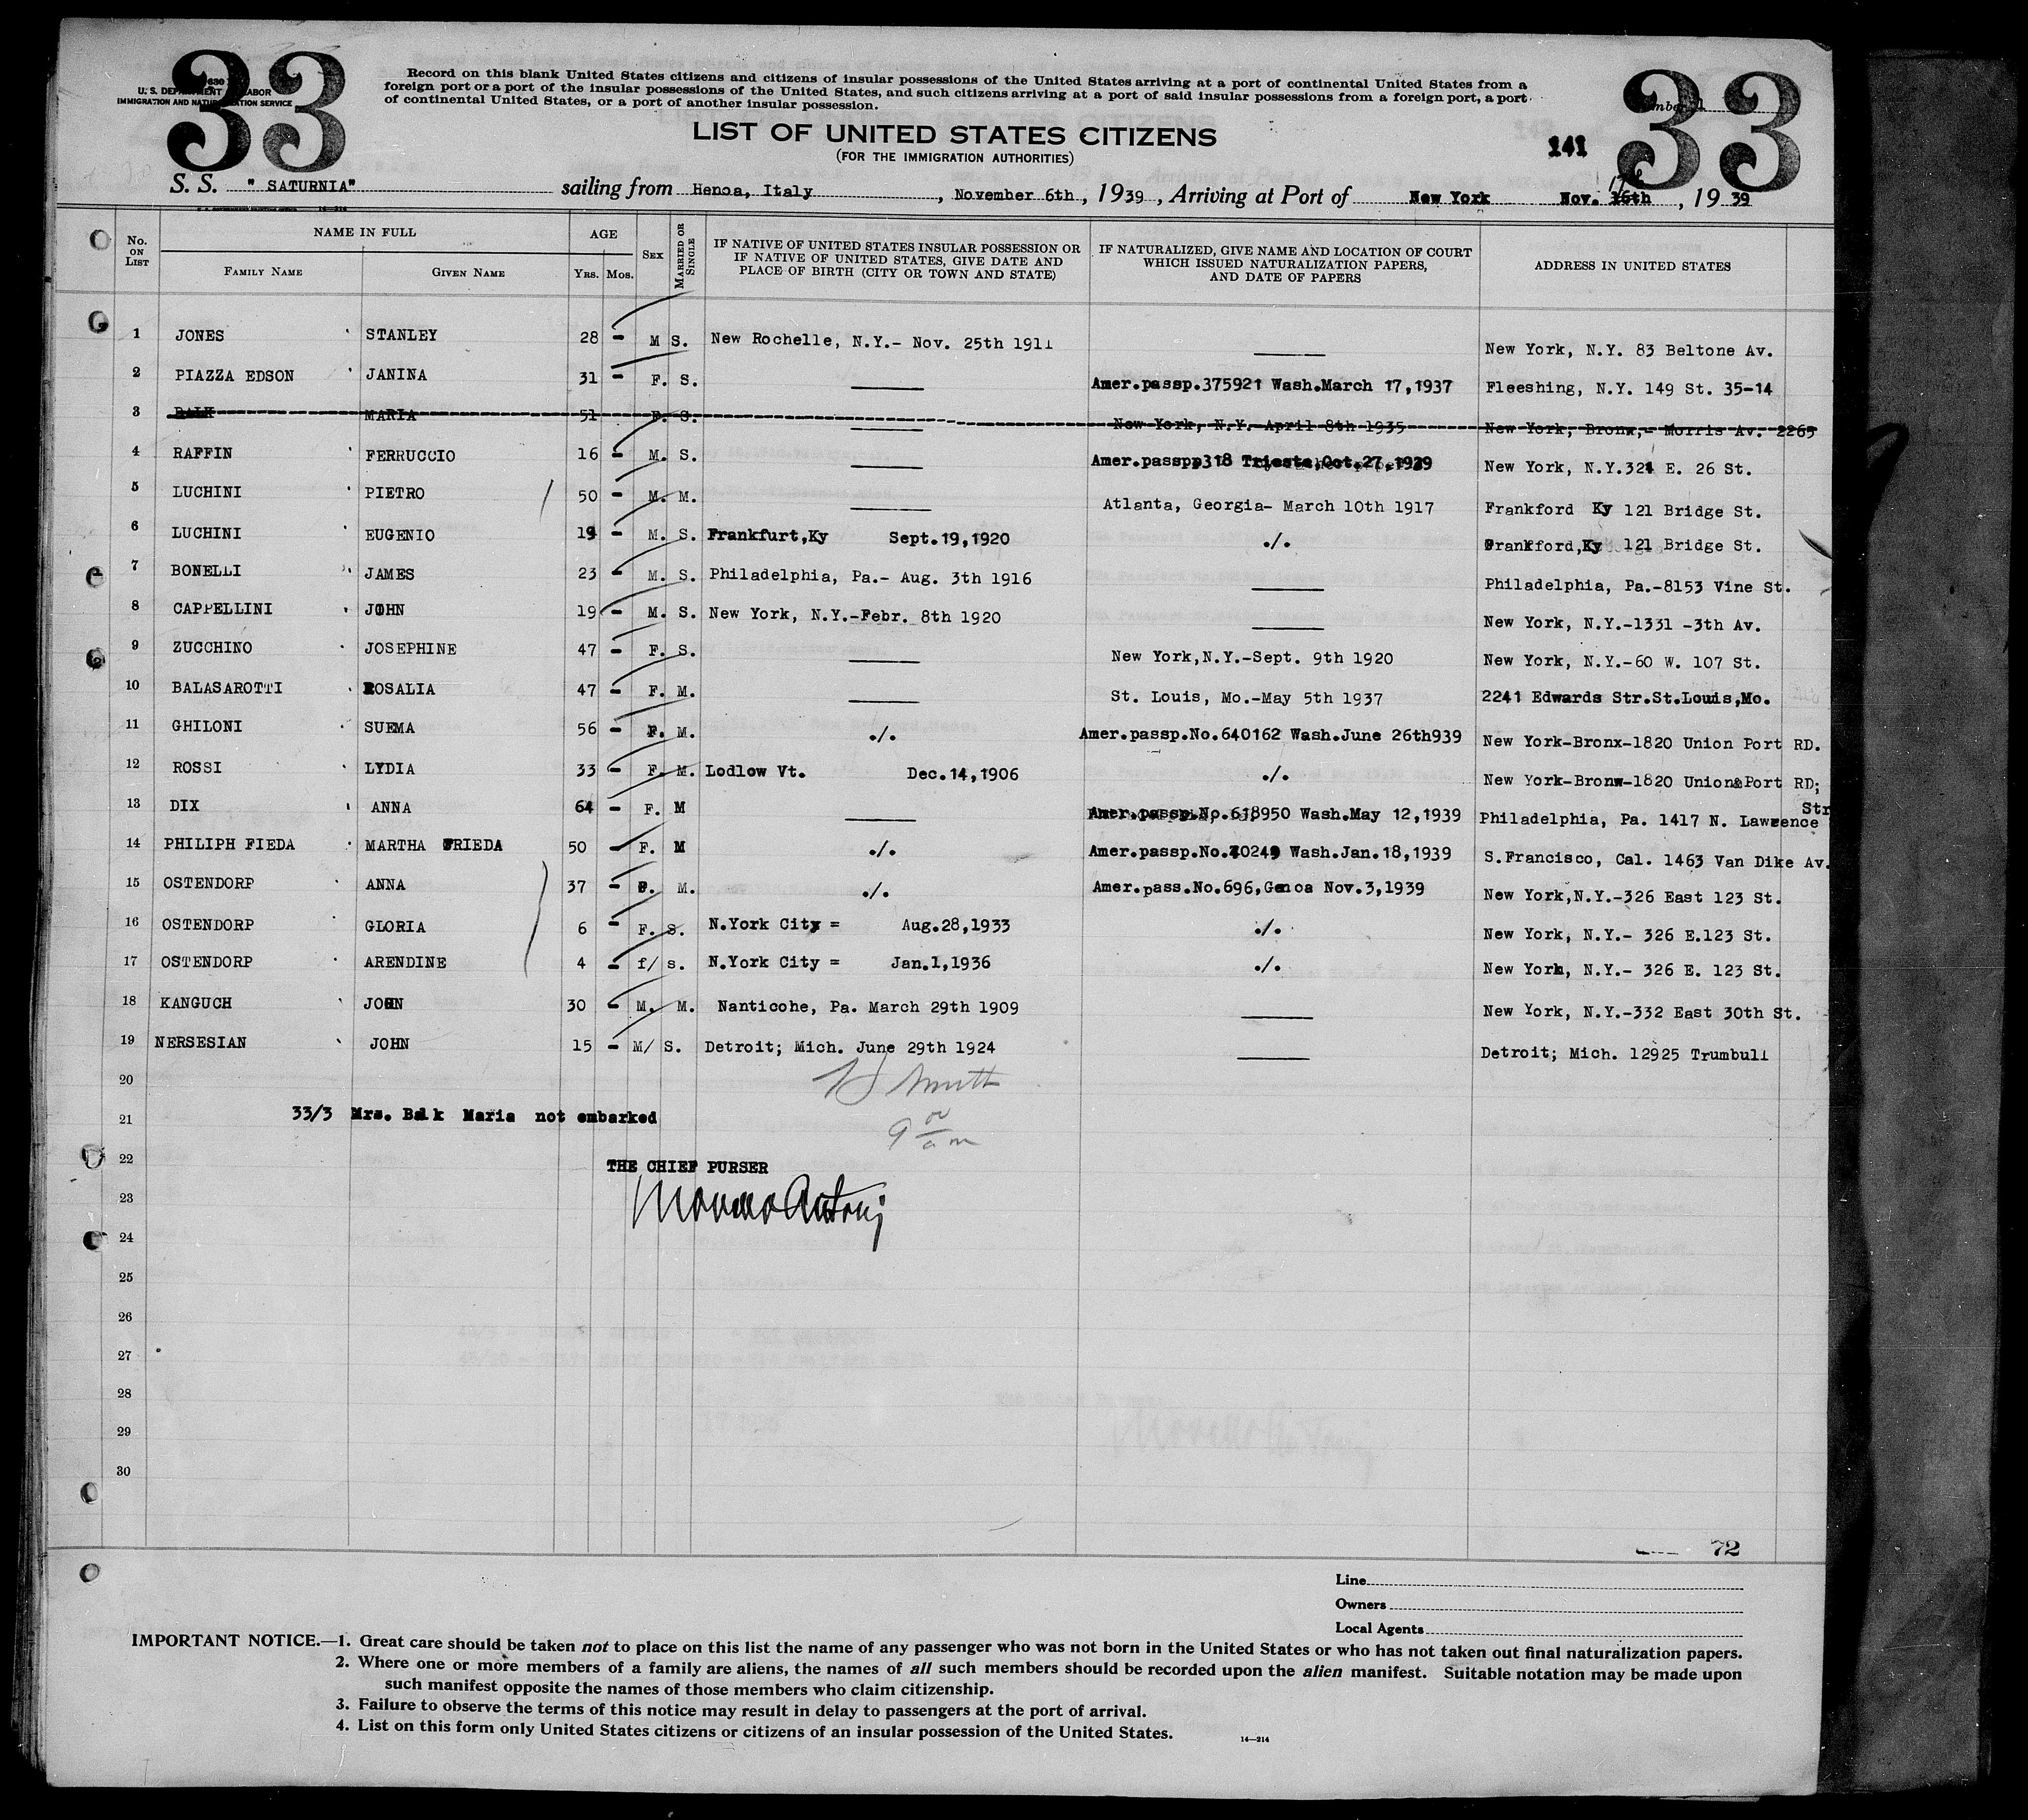 33
33
630
U. S. DEPARTMENT LABOR
IMMIGRATION AND NATURALIZATION SERVICE
Record on this blank United States citizens and citizens of insular possessions of the United States arriving at a port of continental United States from a
foreign port or a port of the insular possessions of the United States, and such citizens arriving at a port of said insular possessions from a foreign port, a port
of continental United States, or a port of another insular possession.
LIST OF UNITED STATES CITIZENS
(FOR THE IMMIGRATION AUTHORITIES)
141
S. S. " SATURNIA" sailing from Henoa, Italy, November 6th, 1939, Arriving at Port of New York Nov. 16th, 1939
17th
No. ON LIST
NAME IN FULL
FAMILY NAME
GIVEN NAME
AGE
YRS. MOS.
SEX
MARRIED OR SINGLE
IF NATIVE OF UNITED STATES INSULAR POSSESSION OR
IF NATIVE OF UNITED STATES, GIVE DATE AND
PLACE OF BIRTH (CITY OR TOWN AND STATE)
IF NATURALIZED, GIVE NAME AND LOCATION OF COURT
WHICH ISSUED NATURALIZATION PAPERS,
AND DATE OF PAPERS
ADDRESS IN UNITED STATES
1 JONES STANLEY 28 - M S. New Rochelle, N.Y.- Nov. 25th 1911 New York, N.Y. 83 Beltone Av.
2 PIAZZA EDSON JANINA 31 - F. S. Amer.passp.375921 Wash.March 17,1937 Fleeshing, N.Y. 149 St. 35-14
3 BALK MARIA 51 F. S. New York, N.Y. April 8th 1935 New York, Bronx,- Morris Av. 2265
4 RAFFIN FERRUCCIO 16 - M. S. Amer.passpp318 Trieste,Oct.27,1939 New York, N.Y.324 E. 26 St.
5 LUCHINI PIETRO 50 - M. M. Atlanta, Georgia- March 10th 1917 Frankford Ky 121 Bridge St.
6 LUCHINI EUGENIO 19 - M. S. Frankfurt,Ky Sept.19,1920 ./. Frankford,Ky 121 Bridge St.
7 BONELLI JAMES 23 - M. S. Philadelphia, Pa.- Aug. 3th 1916 Philadelphia, Pa.-8153 Vine St.
8 CAPPELLINI JOHN 19 - M. S. New York, N.Y.-Febr. 8th 1920 New York, N.Y.-1331 -3th Av.
9 ZUCCHINO JOSEPHINE 47 - F. S. New York,N.Y.-Sept. 9th 1920 New York, N.Y.-60 W. 107 St.
10 BALASAROTTI ROSALIA 47 - F. M. St. Louis, Mo.-May 5th 1937 2241 Edwards Str.St.Louis,Mo.
11 GHILONI SUEMA 56 - F. M. ./. Amer.passp.No.640162 Wash.June 26th939 New York-Bronx-1820 Union Port RD.
12 ROSSI LYDIA 33 - F. M. Lodlow Vt. Dec.14,1906 ./. New York-Bronw-1820 Union&Port RD;
13 DIX ANNA 64 - F. M Amer.passp.No.618950 Wash.May 12,1939 Philadelphia, Pa. 1417 N. Lawrence Str
14 PHILIPH FIEDA MARTHA FRIEDA 50 - F. M ./. Amer.passp.No. Wash.Jan.18,1939 S.Francisco, Cal. 1463 Van Dike Av.
15 OSTENDORP ANNA 37 - F. M. ./. Amer.pass.No.696,Genoa Nov.3,1939 New York,N.Y.-326 East 123 St.
16 OSTENDORP GLORIA 6 - F. S. N.York City = Aug.28,1933 ./. New York, N.Y.- 326 E.123 St.
17 OSTENDORP ARENDINE 4 - f/ s. N.York City = Jan.1,1936 ./. New York, N.Y.- 326 E. 123 St.
18 KANGUCH JOHN 30 - M. M. Nanticohe, Pa. March 29th 1909 New York, N.Y.-332 East 30th St.
19 NERSESIAN JOHN 15 - M/ S. Detroit; Mich. June 29th 1924 Detroit; Mich. 12925 Trumbull
20
Smith
21 33/3 Mrs. Balk Maria not embarked
9 00 am
22 THE CHIEF PURSER
23
24
25
26
27
28
29
30
72
Line
Owners
Local Agents
IMPORTANT NOTICE.—1. Great care should be taken not to place on this list the name of any passenger who was not born in the United States or who has not taken out final naturalization papers.
2. Where one or more members of a family are aliens, the names of all such members should be recorded upon the alien manifest. Suitable notation may be made upon
such manifest opposite the names of those members who claim citizenship.
3. Failure to observe the terms of this notice may result in delay to passengers at the port of arrival.
4. List on this form only United States citizens or citizens of an insular possession of the United States.
14—214